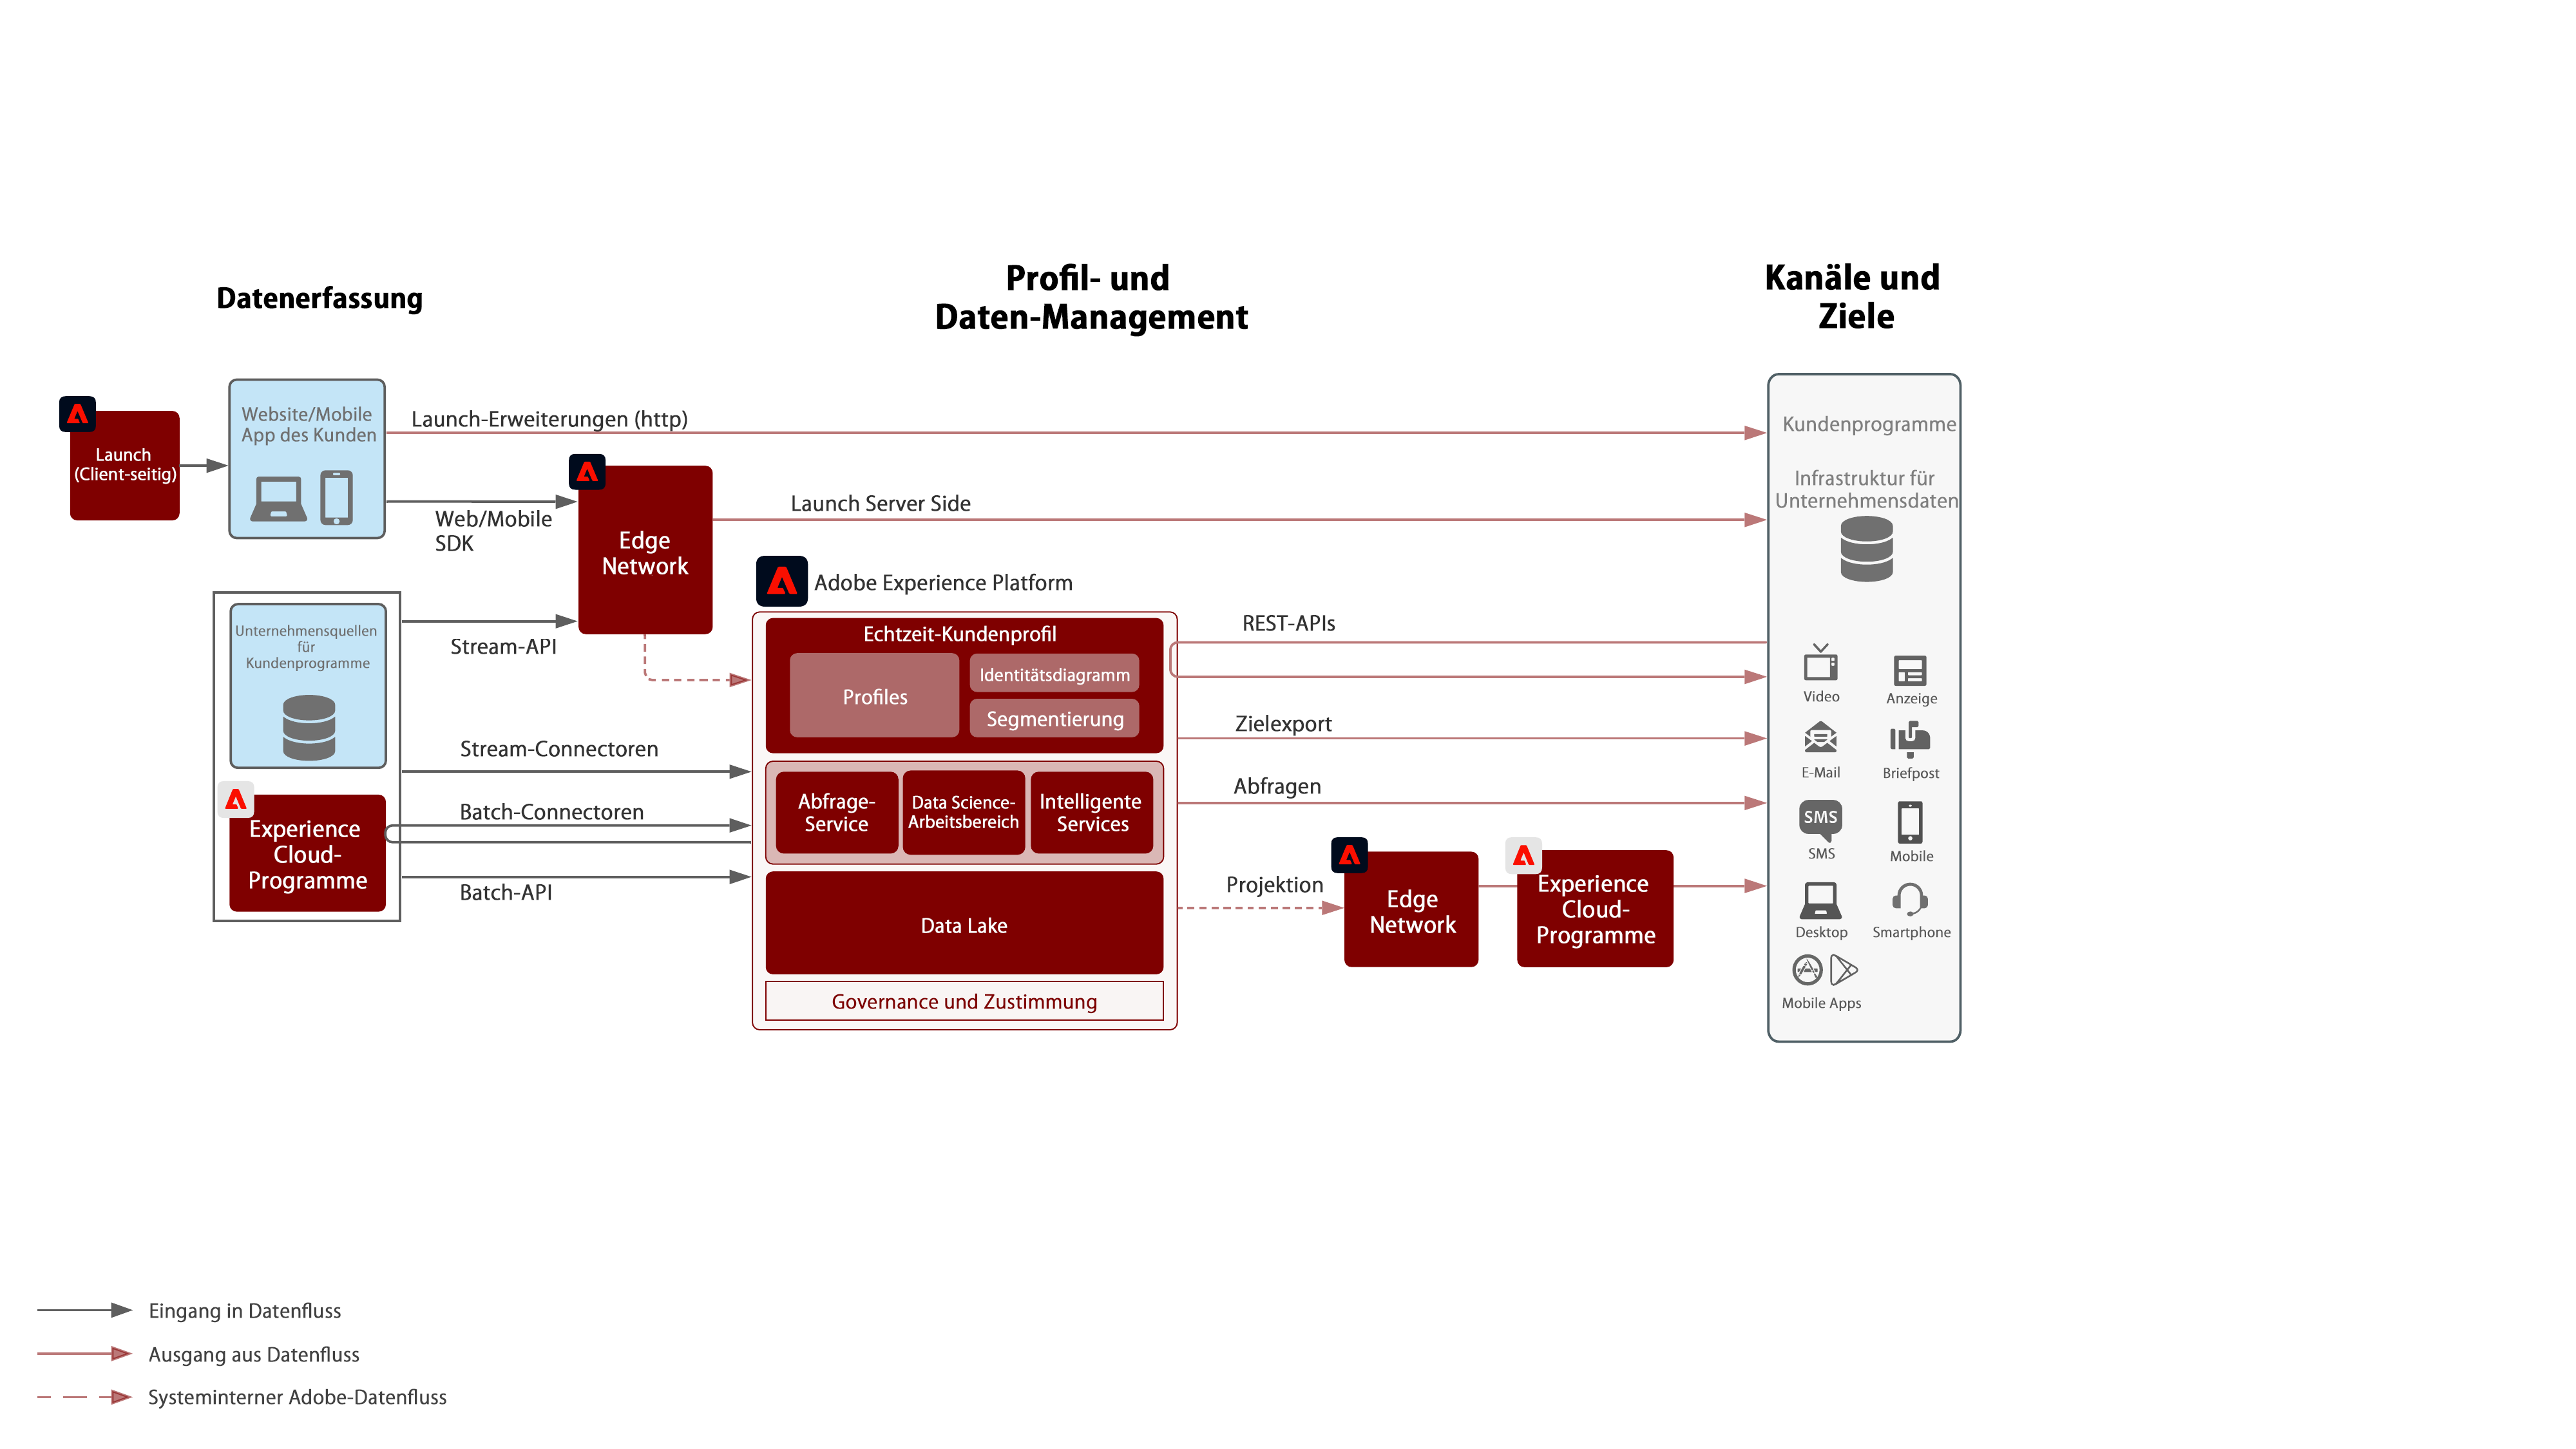 Datenerfassung
Profil- und
Daten-Management
Kanäle und
Ziele
Launch
(Client-seitig)
Website/Mobile
App des Kunden
Launch-Erweiterungen (http)
Web/Mobile
SDK
Edge
Network
Launch Server Side
Unternehmensquellen
für
Kundenprogramme
Stream-API
Stream-Connectoren
Batch-Connectoren
Batch-API
Experience
Cloud-
Programme
Adobe Experience Platform
Echtzeit-Kundenprofil
Profiles
Identitätsdiagramm
Segmentierung
Abfrage-
Service
Data Science-
Arbeitsbereich
Intelligente
Services
Data Lake
Governance und Zustimmung
REST-APIs
Zielexport
Abfragen
Projektion
Edge
Network
Experience
Cloud-
Programme
Kundenprogramme
Infrastruktur für
Unternehmensdaten
Video
Anzeige
E-Mail
Briefpost
SMS
SMS
Mobile
Desktop
Smartphone
Mobile Apps
Eingang in Datenfluss
Ausgang aus Datenfluss
Systeminterner Adobe-Datenfluss